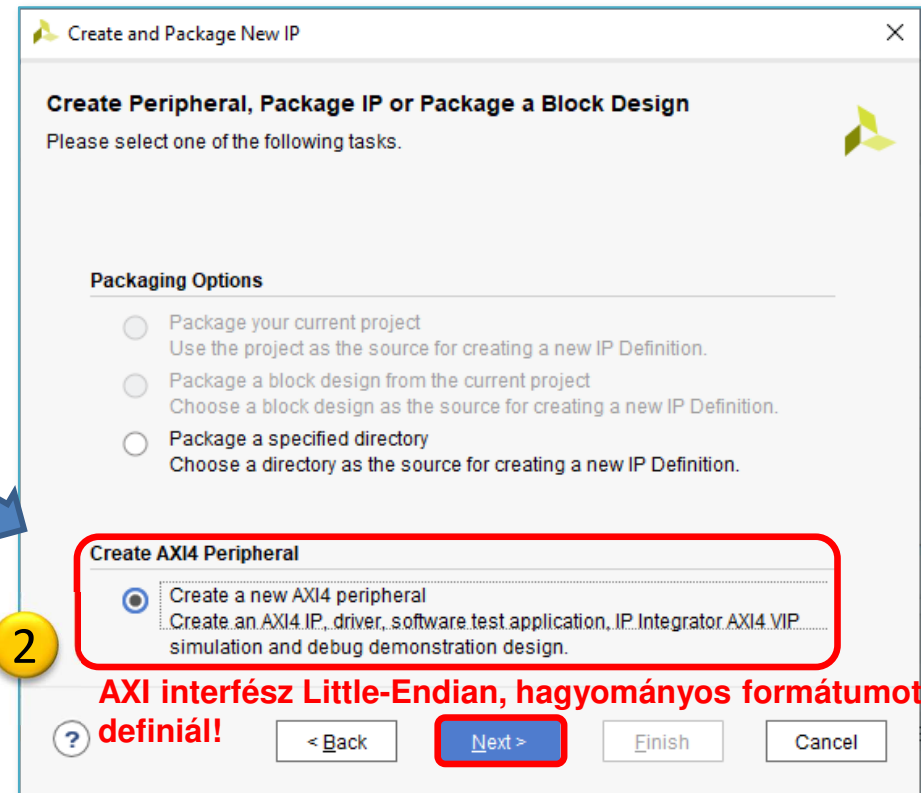 Create and Package New IP
Create Peripheral, Package IP or Package a Block Design
Please select one of the following tasks.
Packaging Options
Package your current project
Use the project as the source for creating a new IP Definition.
Package a block design from the current project
Choose a block design as the source for creating a new IP Definition.
Package a specified directory
Choose a directory as the source for creating a new IP Definition.
Create AXI4 Peripheral
Create a new AXI4 peripheral
Create an AXI4 IP, driver, software test application, IP Integrator AXI4 VIP
simulation and debug demonstration design.
2
AXI interfész Little-Endian, hagyományos formátumot
definiál!
? < Back Next > Finish Cancel